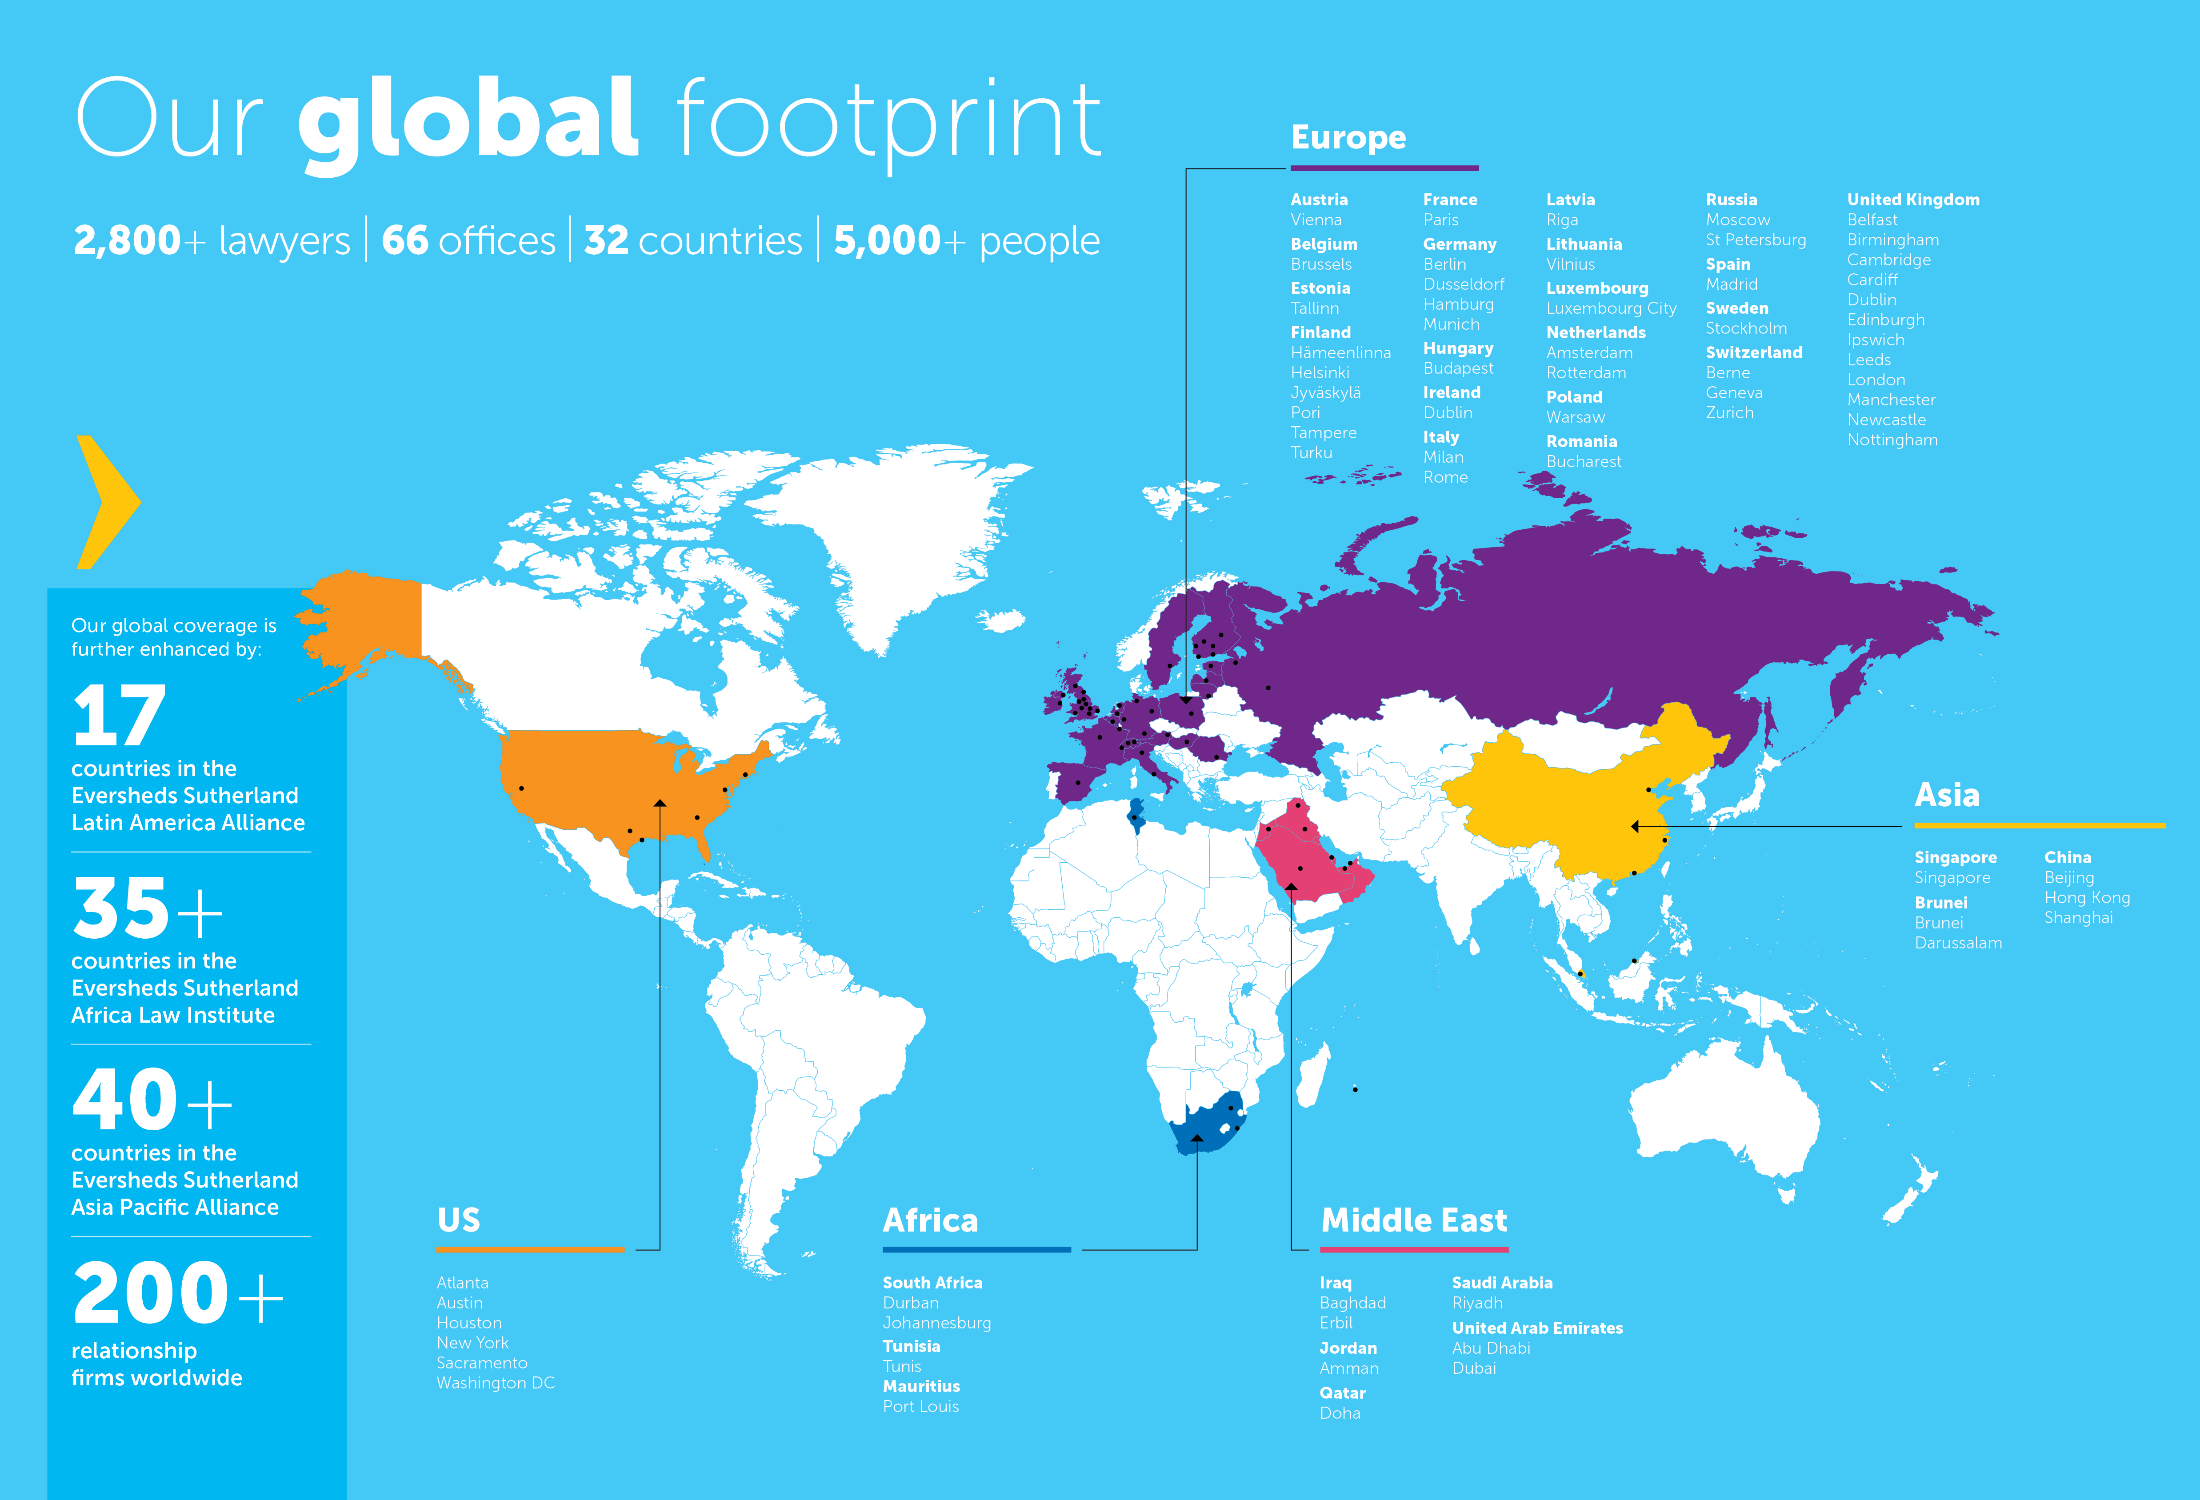 Our global footprint
2,800+ lawyers | 66 offices | 32 countries | 5,000+ people
Europe
Austria
Vienna
Belgium
Brussels
Estonia
Tallinn
Finland
Hämeenlinna
Helsinki
Jyväskylä
Pori
Tampere
Turku
France
Paris
Germany
Berlin
Dusseldorf
Hamburg
Munich
Hungary
Budapest
Ireland
Dublin
Italy
Milan
Rome
Latvia
Riga
Lithuania
Vilnius
Luxembourg
Luxembourg City
Netherlands
Amsterdam
Rotterdam
Poland
Warsaw
Romania
Bucharest
Russia
Moscow
St Petersburg
Spain
Madrid
Sweden
Stockholm
Switzerland
Berne
Geneva
Zurich
United Kingdom
Belfast
Birmingham
Cambridge
Cardiff
Dublin
Edinburgh
Ipswich
Leeds
London
Manchester
Newcastle
Nottingham
Our global coverage is
further enhanced by:
17
countries in the
Eversheds Sutherland
Latin America Alliance
35+
countries in the
Eversheds Sutherland
Africa Law Institute
40+
countries in the
Eversheds Sutherland
Asia Pacific Alliance
200+
relationship
firms worldwide
Asia
Singapore
Singapore
Brunei
Brunei
Darussalam
China
Beijing
Hong Kong
Shanghai
US
Atlanta
Austin
Houston
New York
Sacramento
Washington DC
Africa
South Africa
Durban
Johannesburg
Tunisia
Tunis
Mauritius
Port Louis
Middle East
Iraq
Baghdad
Erbil
Jordan
Amman
Qatar
Doha
Saudi Arabia
Riyadh
United Arab Emirates
Abu Dhabi
Dubai